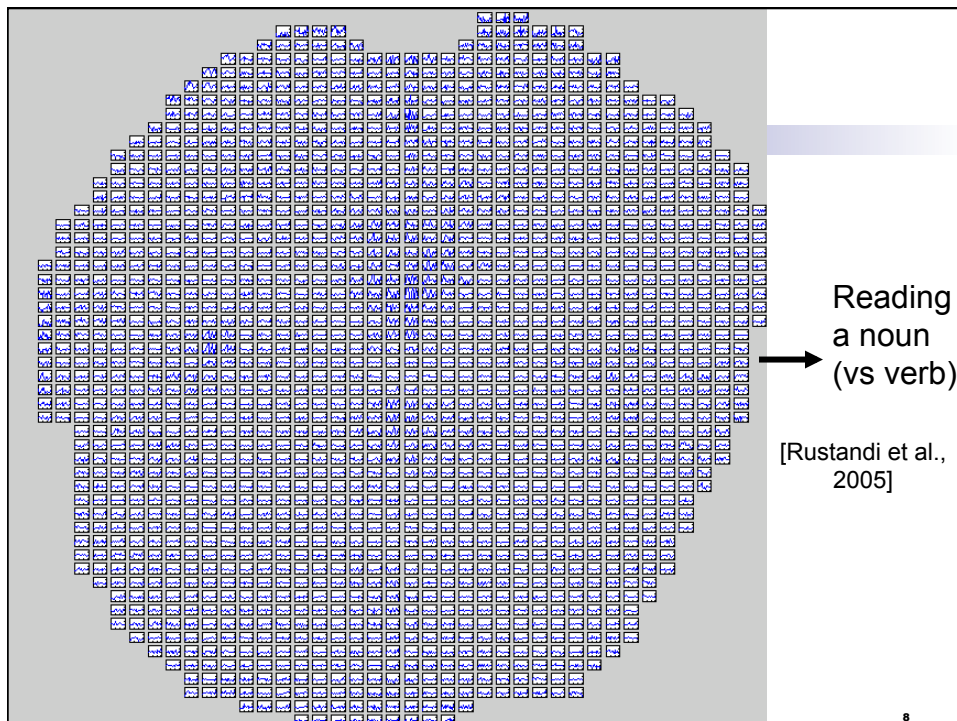 Reading
a noun
(vs verb)
[Rustandi et al.,
2005]
8